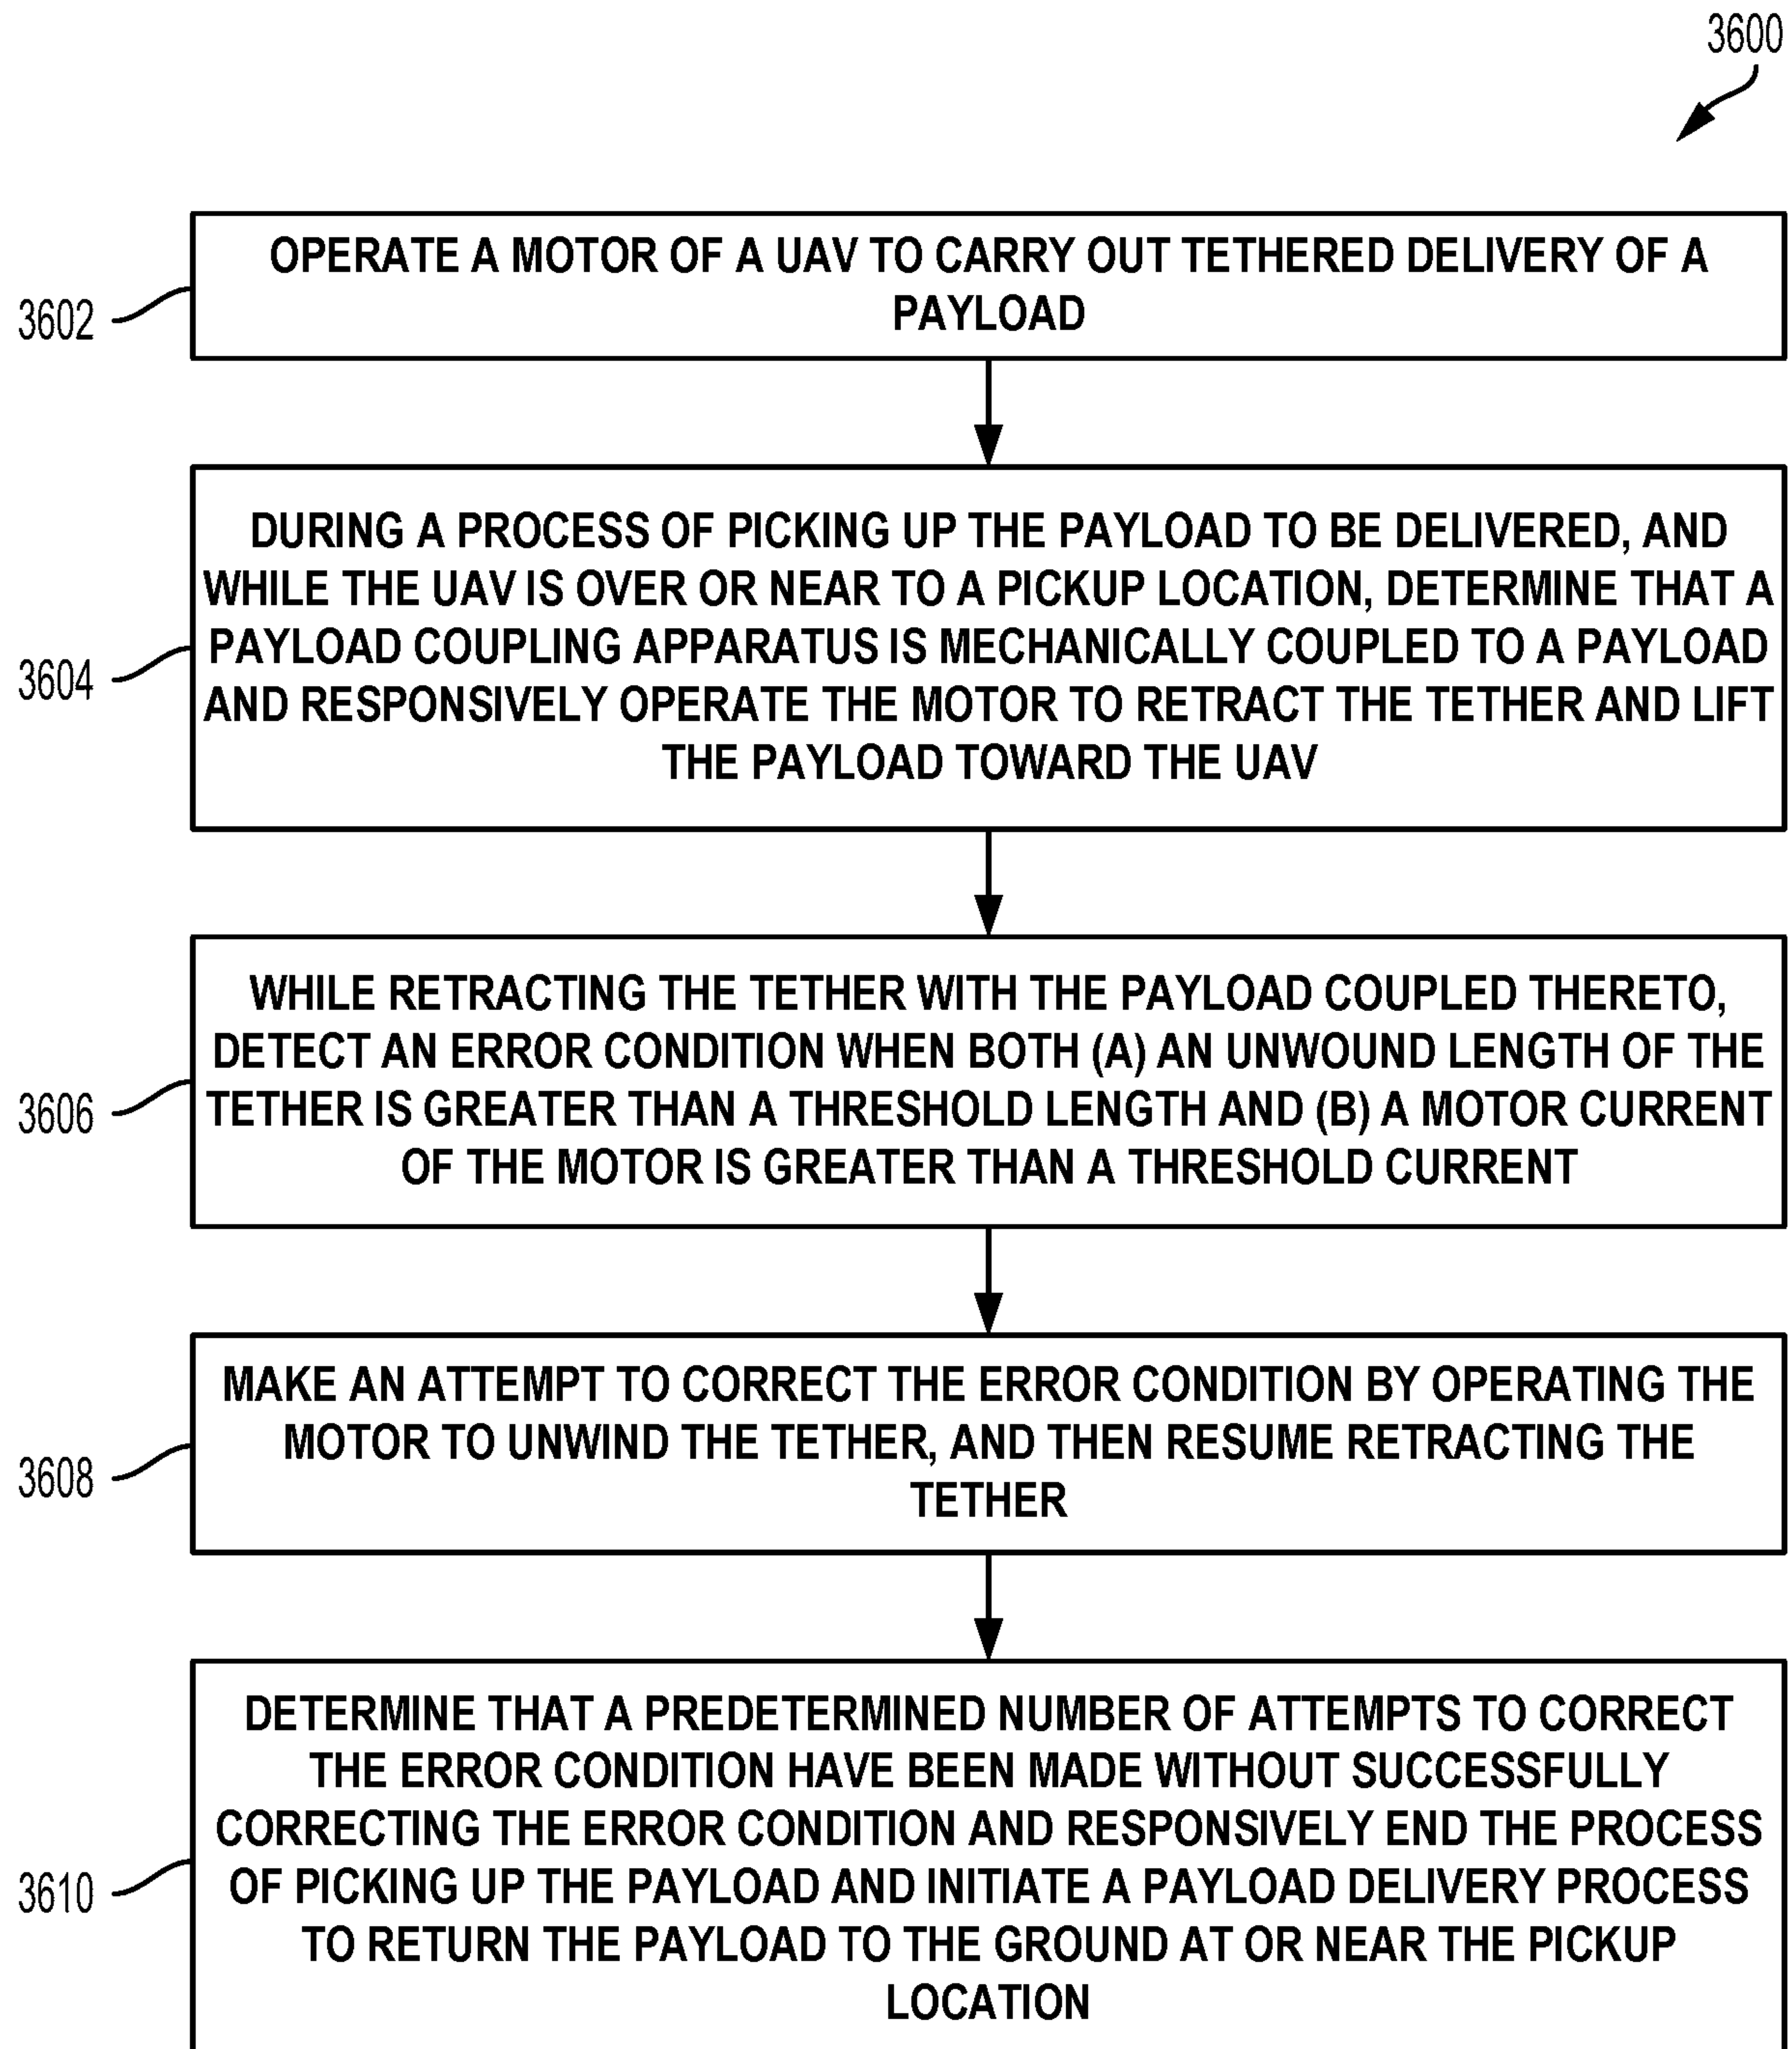 3600
OPERATE A MOTOR OF A UAV TO CARRY OUT TETHERED DELIVERY OF A
PAYLOAD
3602
DURING A PROCESS OF PICKING UP THE PAYLOAD TO BE DELIVERED, AND
WHILE THE UAV IS OVER OR NEAR TO A PICKUP LOCATION, DETERMINE THAT A
PAYLOAD COUPLING APPARATUS IS MECHANICALLY COUPLED TO A PAYLOAD
AND RESPONSIVELY OPERATE THE MOTOR TO RETRACT THE TETHER AND LIFT
THE PAYLOAD TOWARD THE UAV
3604
WHILE RETRACTING THE TETHER WITH THE PAYLOAD COUPLED THERETO,
DETECT AN ERROR CONDITION WHEN BOTH (A) AN UNWOUND LENGTH OF THE
TETHER IS GREATER THAN A THRESHOLD LENGTH AND (B) A MOTOR CURRENT
OF THE MOTOR IS GREATER THAN A THRESHOLD CURRENT
3606
MAKE AN ATTEMPT TO CORRECT THE ERROR CONDITION BY OPERATING THE
MOTOR TO UNWIND THE TETHER, AND THEN RESUME RETRACTING THE
TETHER
3608
DETERMINE THAT A PREDETERMINED NUMBER OF ATTEMPTS TO CORRECT
THE ERROR CONDITION HAVE BEEN MADE WITHOUT SUCCESSFULLY
CORRECTING THE ERROR CONDITION AND RESPONSIVELY END THE PROCESS
OF PICKING UP THE PAYLOAD AND INITIATE A PAYLOAD DELIVERY PROCESS
TO RETURN THE PAYLOAD TO THE GROUND AT OR NEAR THE PICKUP
LOCATION
3610